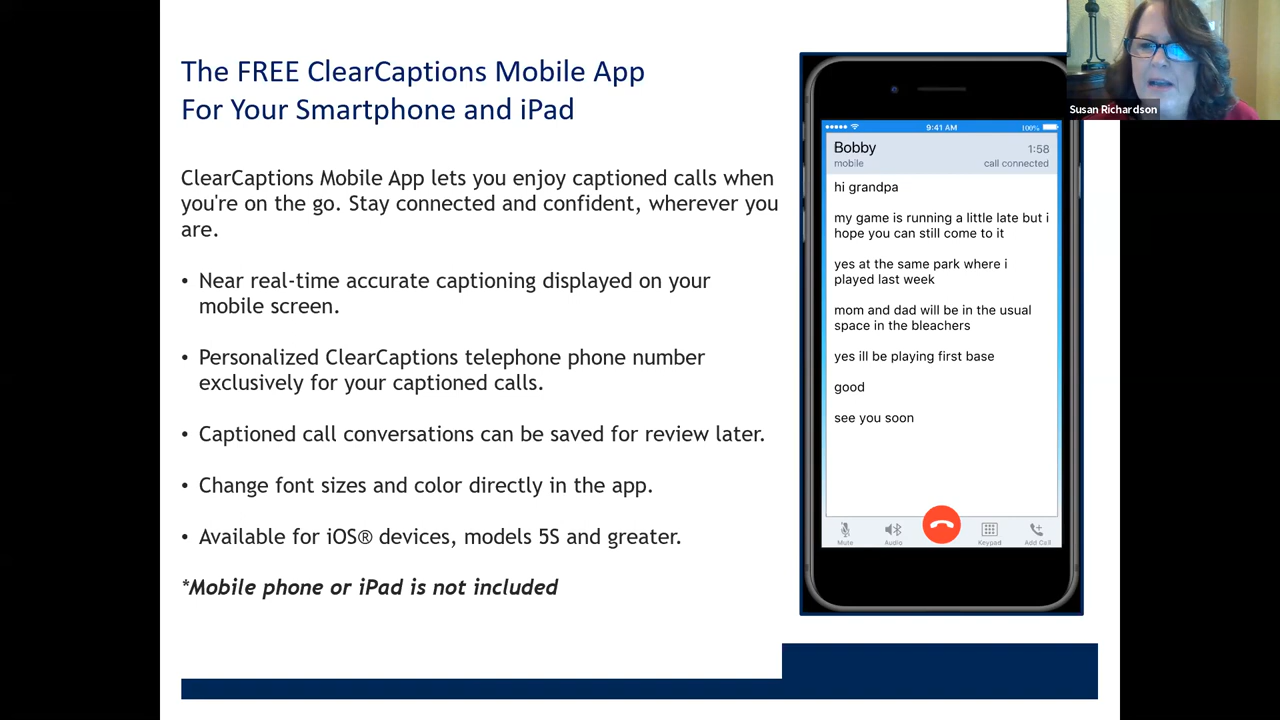 The FREE ClearCaptions Mobile App
For Your Smartphone and iPad
ClearCaptions Mobile App lets you enjoy captioned calls when
you're on the go. Stay connected and confident, wherever you
are.
• Near real-time accurate captioning displayed on your
mobile screen.
• Personalized ClearCaptions telephone phone number
exclusively for your captioned calls.
• Captioned call conversations can be saved for review later.
• Change font sizes and color directly in the app.
• Available for iOS® devices, models 5S and greater.
*Mobile phone or iPad is not included
9:41 AM 100%
Bobby 1:58
mobile call connected
hi grandpa
my game is running a little late but i
hope you can still come to it
yes at the same park where i
played last week
mom and dad will be in the usual
space in the bleachers
yes ill be playing first base
good
see you soon
Mute Audio Keypad Add Call
Susan Richardson